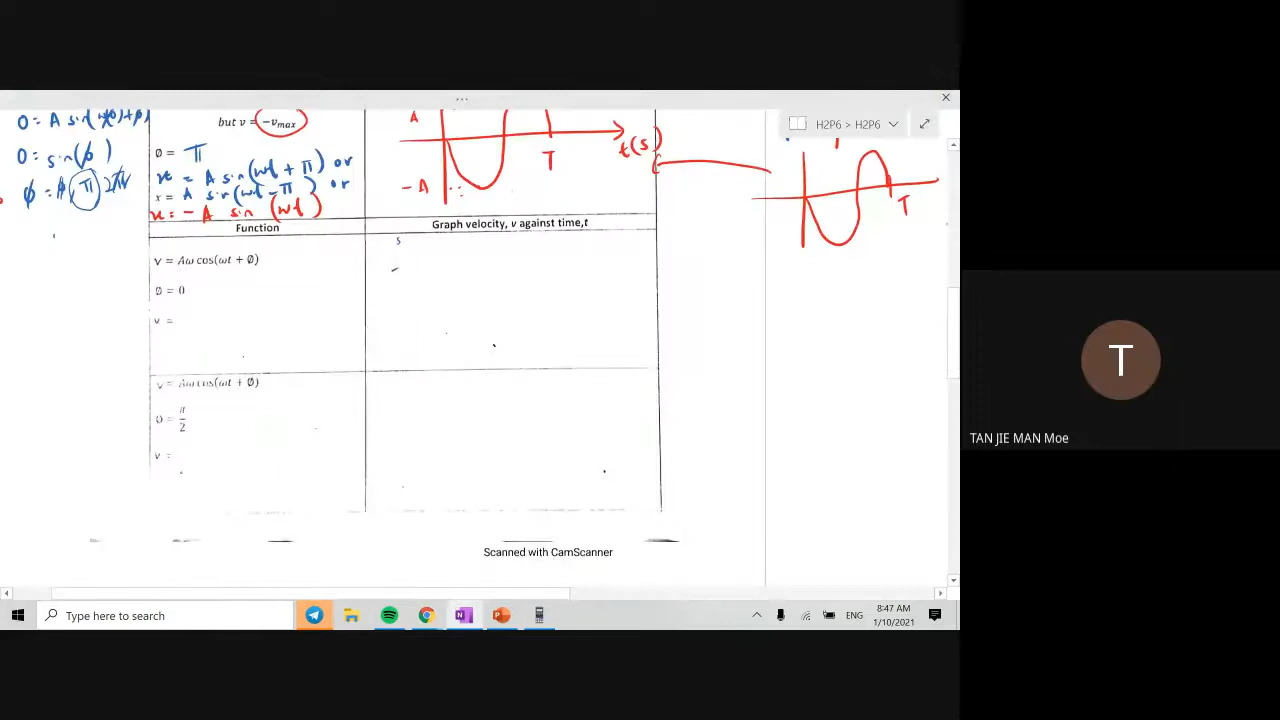 H2P6 > H2P6
0 = A sin(ω(0)+φ)
0 = sin(φ)
but v = −vmax
∅ = π
x = A sin(ωt + π) or
x = A sin(ωt − π) or
x = − A sin (ωt)
A
− A
T
t(s)
T
Function
Graph velocity, v against time,t
v = Aω cos(ωt + ∅)
∅ = 0
v =
v = Aω cos(ωt + ∅)
∅ = π/2
v =
Scanned with CamScanner
T
TAN JIE MAN Moe
Type here to search
ENG
8:47 AM
1/10/2021